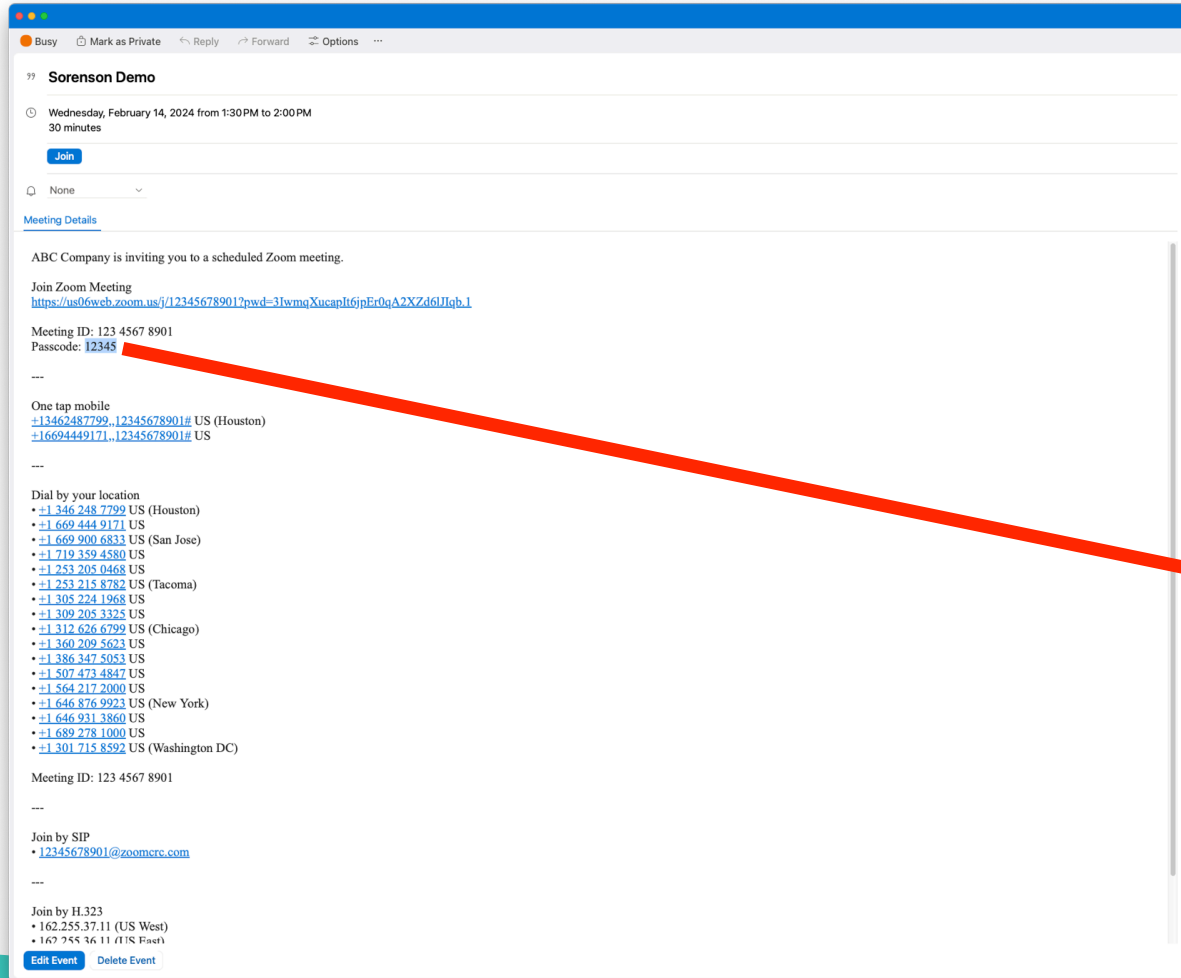 Busy Mark as Private Reply Forward Options ...
Sorenson Demo
Wednesday, February 14, 2024 from 1:30 PM to 2:00 PM
30 minutes
Join
None
Meeting Details
ABC Company is inviting you to a scheduled Zoom meeting.
Join Zoom Meeting
https://us06web.zoom.us/j/12345678901?pwd=3IwmqXucapIt6jpEr0qA2XZd6lJIqb.1
Meeting ID: 123 4567 8901
Passcode: 12345
---
One tap mobile
+13462487799,,12345678901# US (Houston)
+16694449171,,12345678901# US
---
Dial by your location
• +1 346 248 7799 US (Houston)
• +1 669 444 9171 US
• +1 669 900 6833 US (San Jose)
• +1 719 359 4580 US
• +1 253 205 0468 US
• +1 253 215 8782 US (Tacoma)
• +1 305 224 1968 US
• +1 309 205 3325 US
• +1 312 626 6799 US (Chicago)
• +1 360 209 5623 US
• +1 386 347 5053 US
• +1 507 473 4847 US
• +1 564 217 2000 US
• +1 646 876 9923 US (New York)
• +1 646 931 3860 US
• +1 689 278 1000 US
• +1 301 715 8592 US (Washington DC)
Meeting ID: 123 4567 8901
---
Join by SIP
• 12345678901@zoomcrc.com
---
Join by H.323
• 162.255.37.11 (US West)
• 162.255.36.11 (US East)
Edit Event Delete Event